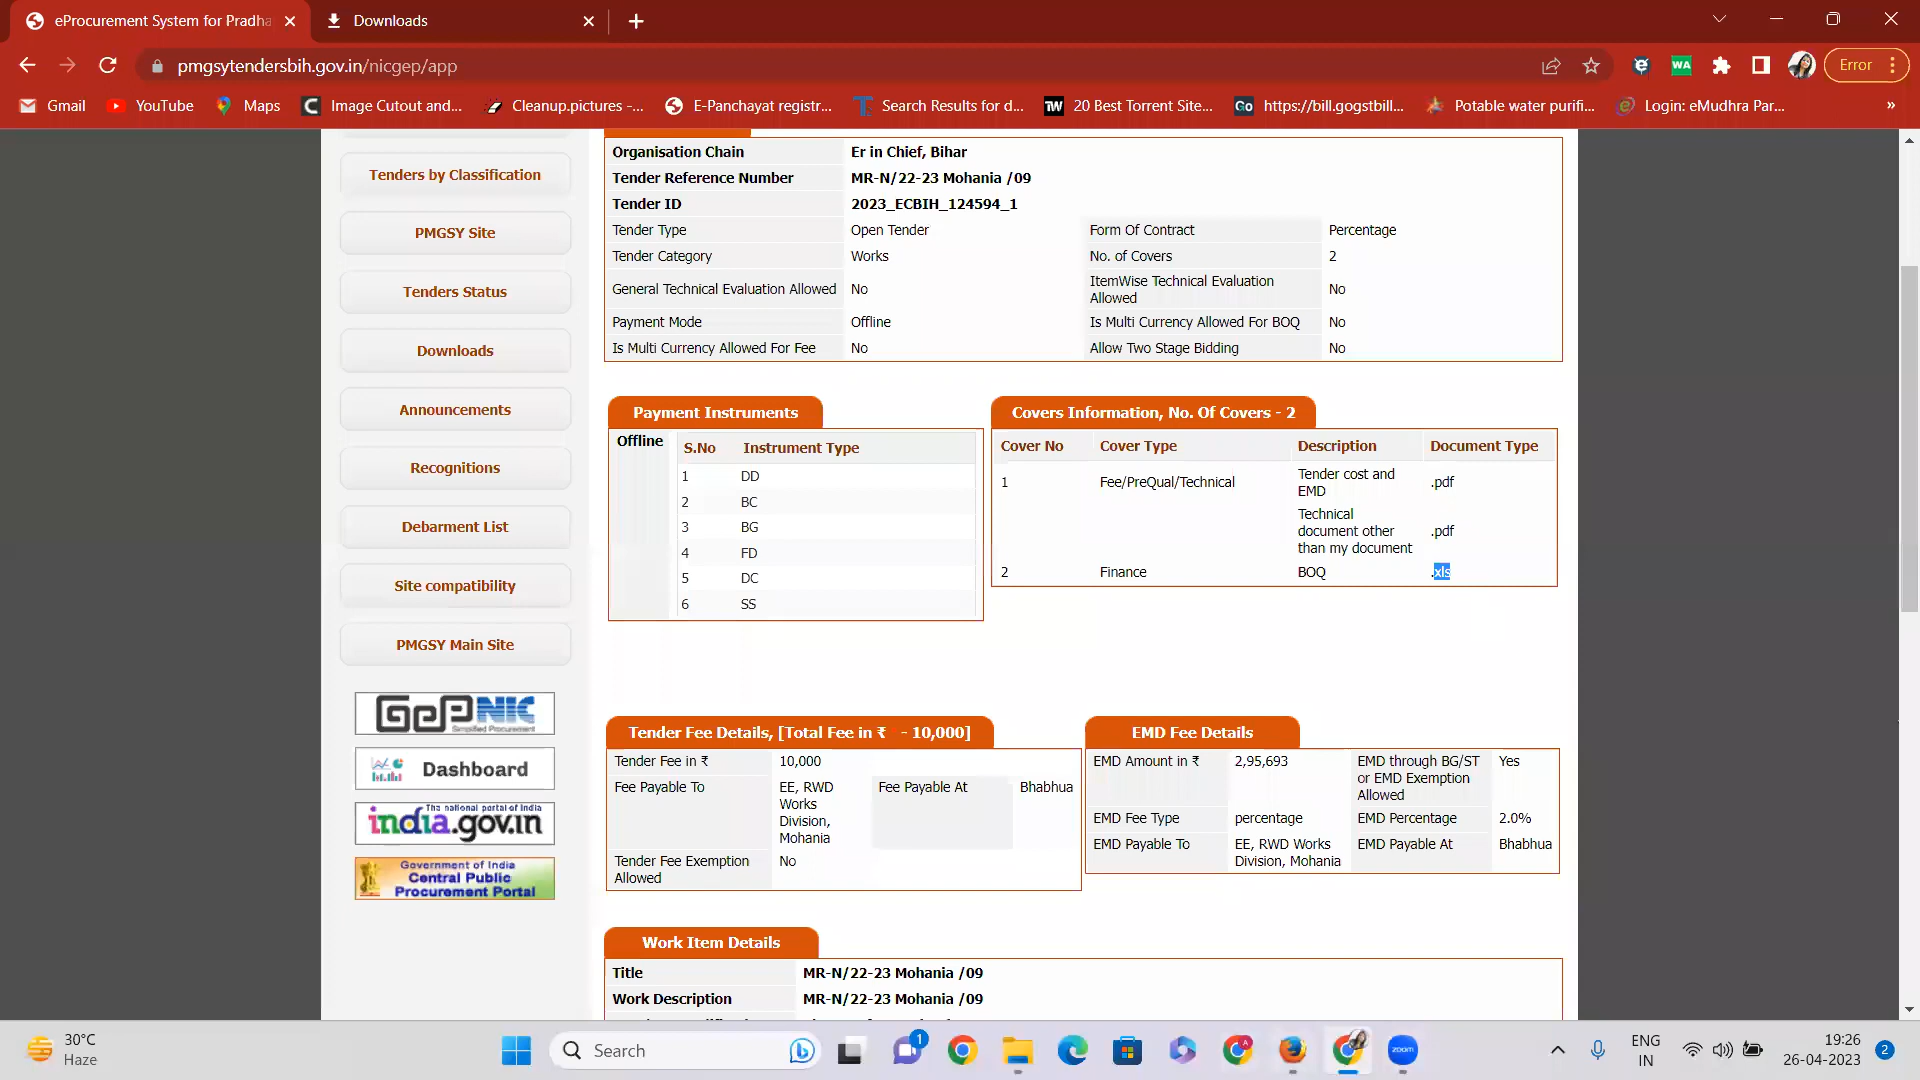 eProcurement System for Pradha
Downloads
pmgsytendersbih.gov.in/nicgep/app
WA
Error
Gmail
YouTube
Maps
Image Cutout and...
Cleanup.pictures -...
E-Panchayat registr...
Search Results for d...
TW
20 Best Torrent Site...
Go
https://bill.gogstbill...
Potable water purifi...
Login: eMudhra Par...
»
Tenders by Classification
PMGSY Site
Tenders Status
Downloads
Announcements
Recognitions
Debarment List
Site compatibility
PMGSY Main Site
GePNIC
Simplified Procurement
Dashboard
The national portal of India
india.gov.in
Government of India
Central Public
Procurement Portal
Organisation Chain Er in Chief, Bihar
Tender Reference Number MR-N/22-23 Mohania /09
Tender ID 2023_ECBIH_124594_1
Tender Type Open Tender Form Of Contract Percentage
Tender Category Works No. of Covers 2
General Technical Evaluation Allowed No ItemWise Technical Evaluation
Allowed No
Payment Mode Offline Is Multi Currency Allowed For BOQ No
Is Multi Currency Allowed For Fee No Allow Two Stage Bidding No
Payment Instruments
Offline S.No Instrument Type
1 DD
2 BC
3 BG
4 FD
5 DC
6 SS
Covers Information, No. Of Covers - 2
Cover No Cover Type Description Document Type
1 Fee/PreQual/Technical Tender cost and
EMD .pdf
Technical
document other .pdf
than my document
2 Finance BOQ .xls
Tender Fee Details, [Total Fee in ₹ - 10,000]
Tender Fee in ₹ 10,000
Fee Payable To EE, RWD
Works
Division,
Mohania
Fee Payable At Bhabhua
Tender Fee Exemption
Allowed No
EMD Fee Details
EMD Amount in ₹ 2,95,693
EMD through BG/ST
or EMD Exemption
Allowed Yes
EMD Fee Type percentage EMD Percentage 2.0%
EMD Payable To EE, RWD Works
Division, Mohania
EMD Payable At Bhabhua
Work Item Details
Title MR-N/22-23 Mohania /09
Work Description MR-N/22-23 Mohania /09
30°C
Haze
Search
1
A
zoom
ENG
IN
19:26
26-04-2023
2